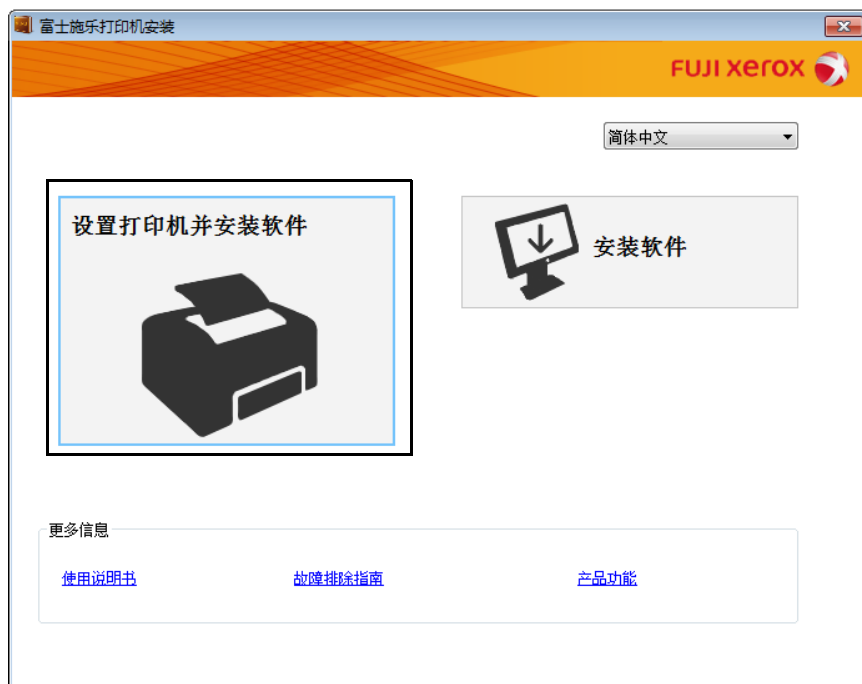 富士施乐打印机安装
FUJI xerox
简体中文
设置打印机并安装软件
安装软件
更多信息
使用说明书
故障排除指南
产品功能